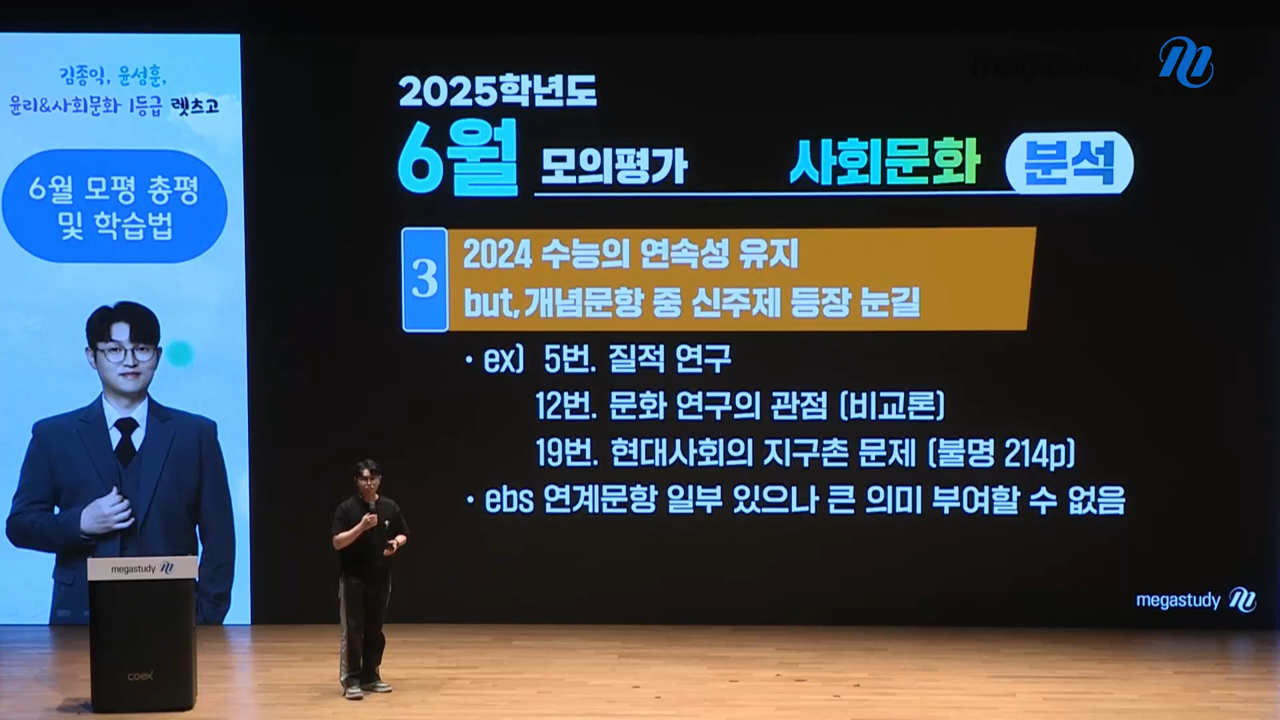 김종익, 윤성훈,
윤리&사회문화 1등급 렛츠고
6월 모평 총평
및 학습법
2025학년도
6월 모의평가 사회문화 분석
3
2024 수능의 연속성 유지
but, 개념문항 중 신주제 등장 눈길
• ex) 5번. 질적 연구
12번. 문화 연구의 관점 (비교론)
19번. 현대사회의 지구촌 문제 (불명 214p)
• ebs 연계문항 일부 있으나 큰 의미 부여할 수 없음
megastudy
megastudy
coex